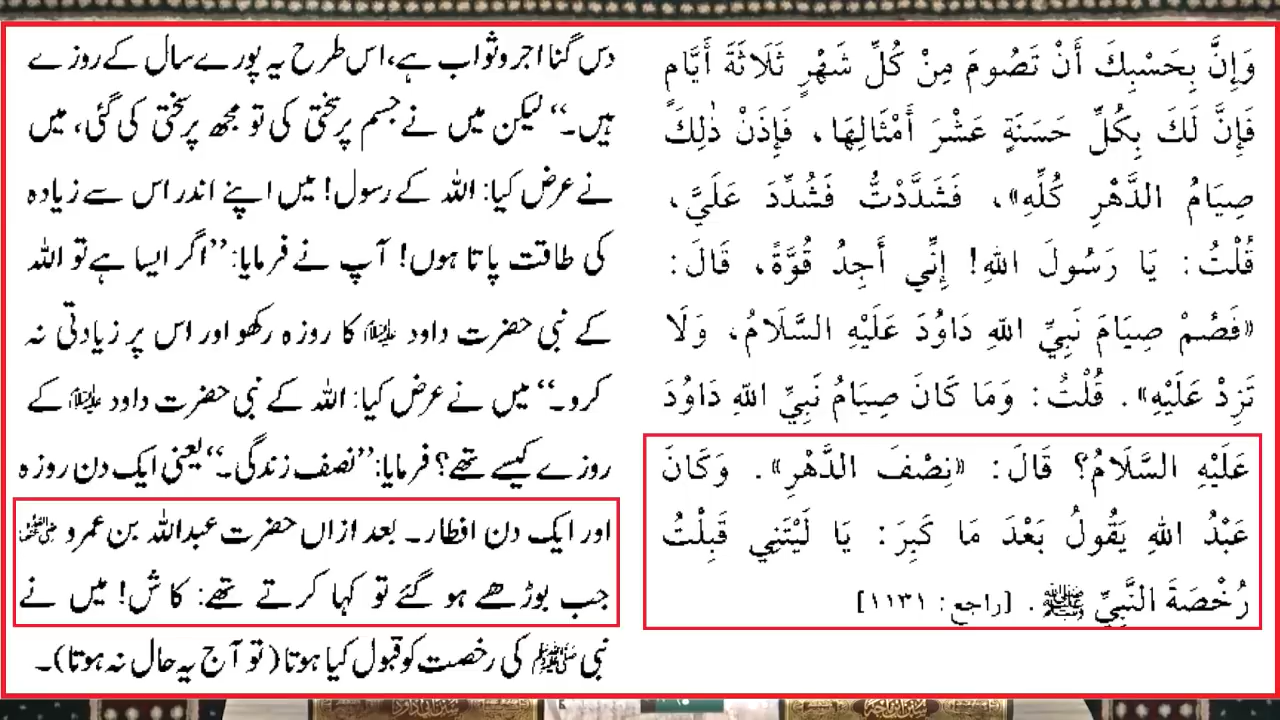 وَإِنَّ بِحَسْبِكَ أَنْ تَصُومَ مِنْ كُلِّ شَهْرٍ ثَلَاثَةَ أَيَّامٍ
فَإِنَّ لَكَ بِكُلِّ حَسَنَةٍ عَشْرَ أَمْثَالِهَا، فَإِذَنْ ذٰلِكَ
صِيَامُ الدَّهْرِ كُلِّهِ»، فَشَدَّدْتُ فَشُدِّدَ عَلَيَّ،
قُلْتُ: يَا رَسُولَ اللهِ! إِنِّي أَجِدُ قُوَّةً، قَالَ:
«فَصُمْ صِيَامَ نَبِيِّ اللهِ دَاوُدَ عَلَيْهِ السَّلَامُ، وَلَا
تَزِدْ عَلَيْهِ». قُلْتُ: وَمَا كَانَ صِيَامُ نَبِيِّ اللهِ دَاوُدَ
عَلَيْهِ السَّلَامُ؟ قَالَ: «نِصْفَ الدَّهْرِ». وَكَانَ
عَبْدُ اللهِ يَقُولُ بَعْدَ مَا كَبِرَ: يَا لَيْتَنِي قَبِلْتُ
رُخْصَةَ النَّبِيِّ ﷺ. [راجع: ١١٣١]
دس گنا اجر و ثواب ہے، اس طرح یہ پورے سال کے روزے
ہیں۔“ لیکن میں نے جسم پر سختی کی تو مجھ پر سختی کی گئی، میں
نے عرض کیا: اللہ کے رسول! میں اپنے اندر اس سے زیادہ
کی طاقت پاتا ہوں! آپ نے فرمایا: ”اگر ایسا ہے تو اللہ
کے نبی حضرت داود علیہ السلام کا روزہ رکھو اور اس پر زیادتی نہ
کرو۔“ میں نے عرض کیا: اللہ کے نبی حضرت داود علیہ السلام کے
روزے کیسے تھے؟ فرمایا: ”نصف زندگی۔“ یعنی ایک دن روزہ
اور ایک دن افطار۔ بعد ازاں حضرت عبداللہ بن عمرو رضی اللہ عنہما
جب بوڑھے ہو گئے تو کہا کرتے تھے: کاش! میں نے
نبی ﷺ کی رخصت کو قبول کیا ہوتا (تو آج یہ حال نہ ہوتا)۔